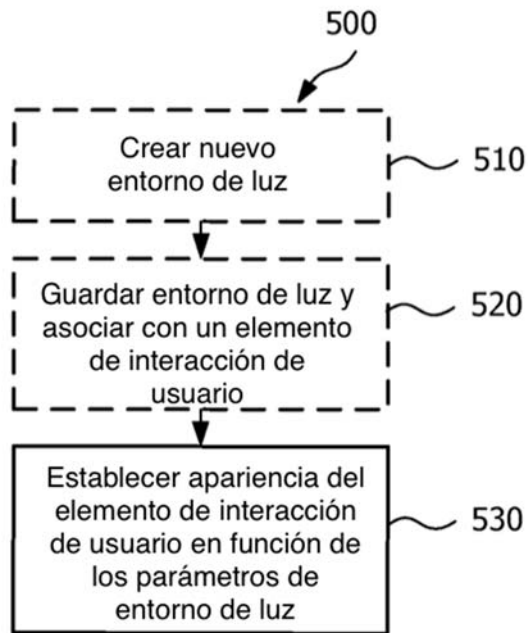 500
Crear nuevo
entorno de luz
510
Guardar entorno de luz y
asociar con un elemento
de interacción de
usuario
520
Establecer apariencia del
elemento de interacción
de usuario en función de
los parámetros de
entorno de luz
530